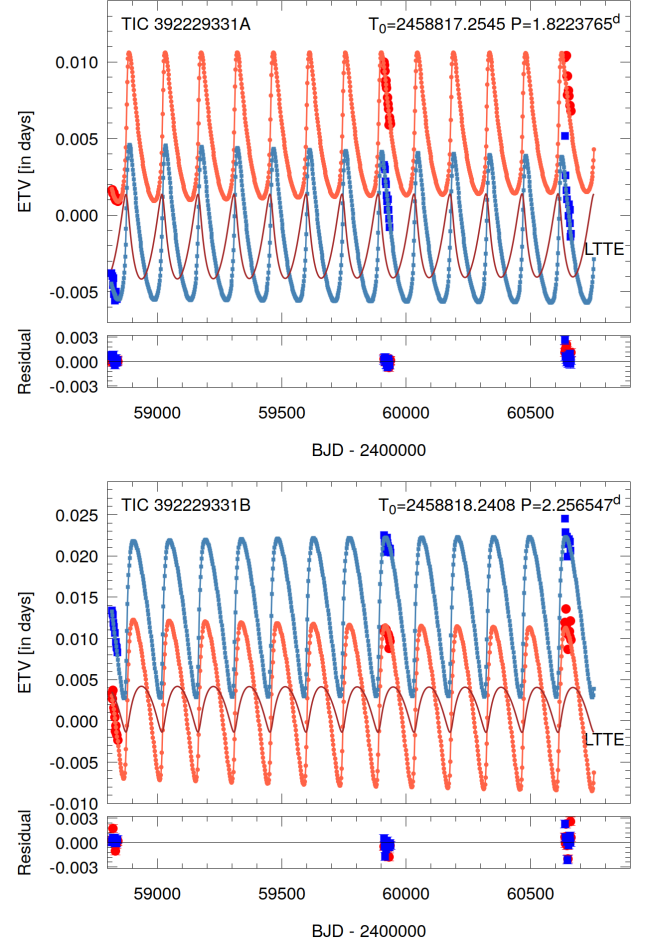 TIC 392229331A T₀=2458817.2545 P=1.8223765ᵈ
ETV [in days]
0.010
0.005
0.000
-0.005
LTTE
Residual
0.003
0.000
-0.003
59000 59500 60000 60500
BJD - 2400000
TIC 392229331B T₀=2458818.2408 P=2.256547ᵈ
ETV [in days]
0.025
0.020
0.015
0.010
0.005
0.000
-0.005
-0.010
LTTE
Residual
0.003
0.000
-0.003
59000 59500 60000 60500
BJD - 2400000